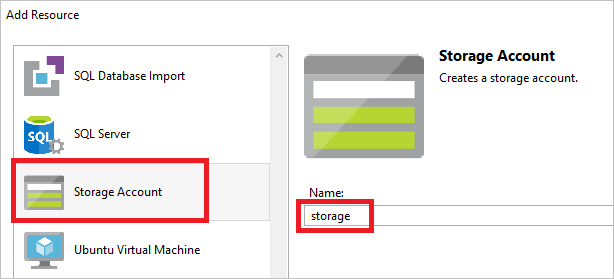 Add Resource
SQL Database Import
SQL
SQL Server
Storage Account
Ubuntu Virtual Machine
Storage Account
Creates a storage account.
Name:
storage